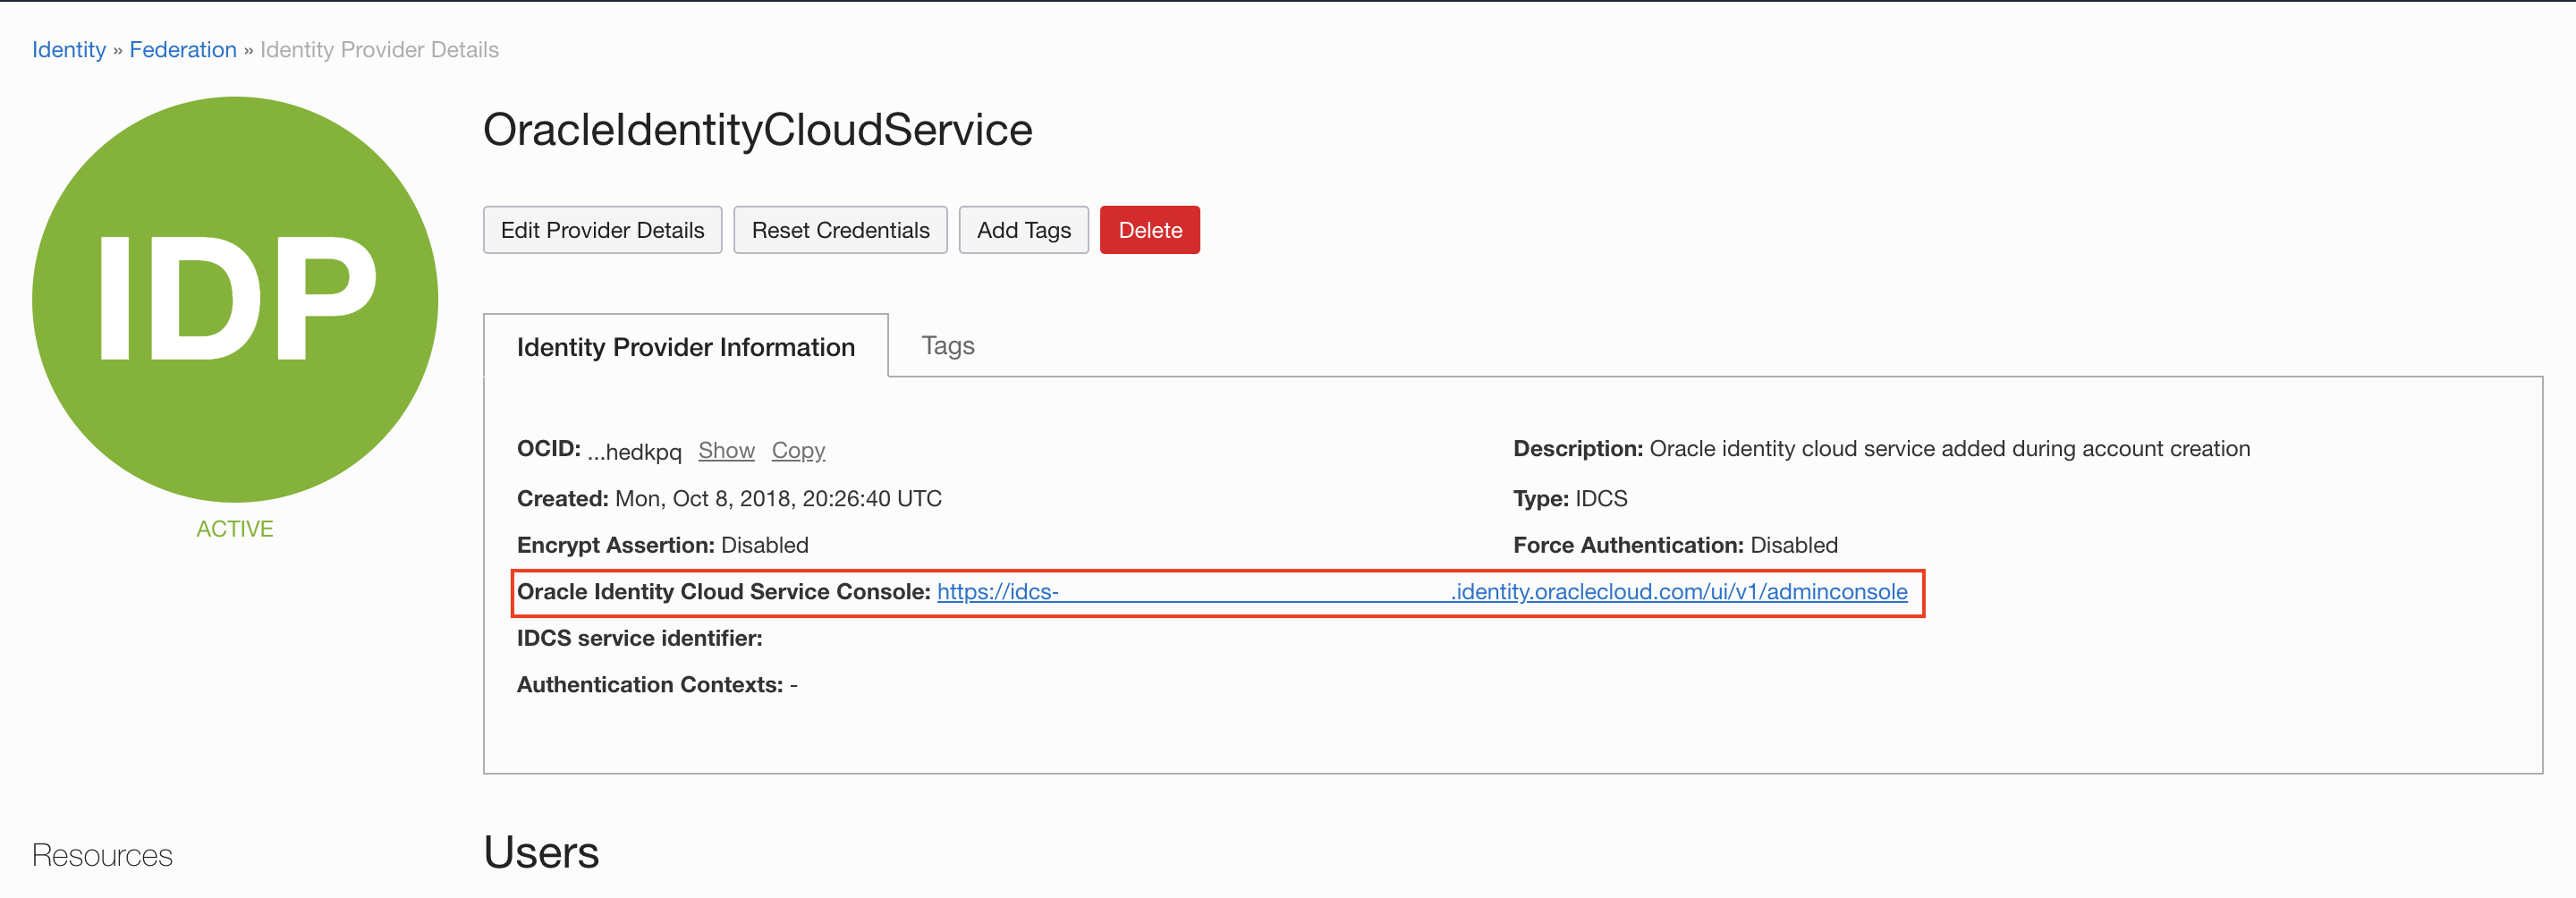 Identity » Federation » Identity Provider Details
IDP
ACTIVE
OracleIdentityCloudService
Edit Provider Details Reset Credentials Add Tags Delete
Identity Provider Information Tags
OCID: ...hedkpq Show Copy
Description: Oracle identity cloud service added during account creation
Created: Mon, Oct 8, 2018, 20:26:40 UTC
Type: IDCS
Encrypt Assertion: Disabled
Force Authentication: Disabled
Oracle Identity Cloud Service Console: https://idcs- .identity.oraclecloud.com/ui/v1/adminconsole
IDCS service identifier:
Authentication Contexts: -
Resources
Users